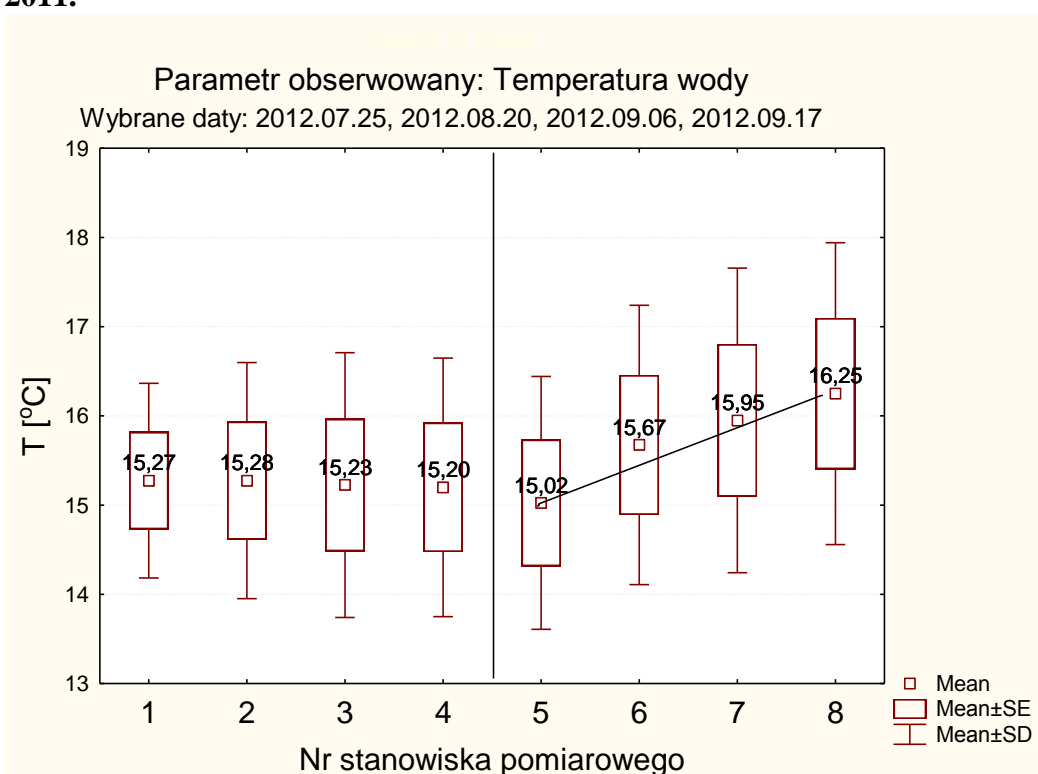 2011.
Parametr obserwowany: Temperatura wody
Wybrane daty: 2012.07.25, 2012.08.20, 2012.09.06, 2012.09.17
19
18
17
16
15
14
13
T [ºC]
15,27
15,28
15,23
15,20
15,02
15,67
15,95
16,25
1 2 3 4 5 6 7 8
Nr stanowiska pomiarowego
Mean
Mean±SE
Mean±SD